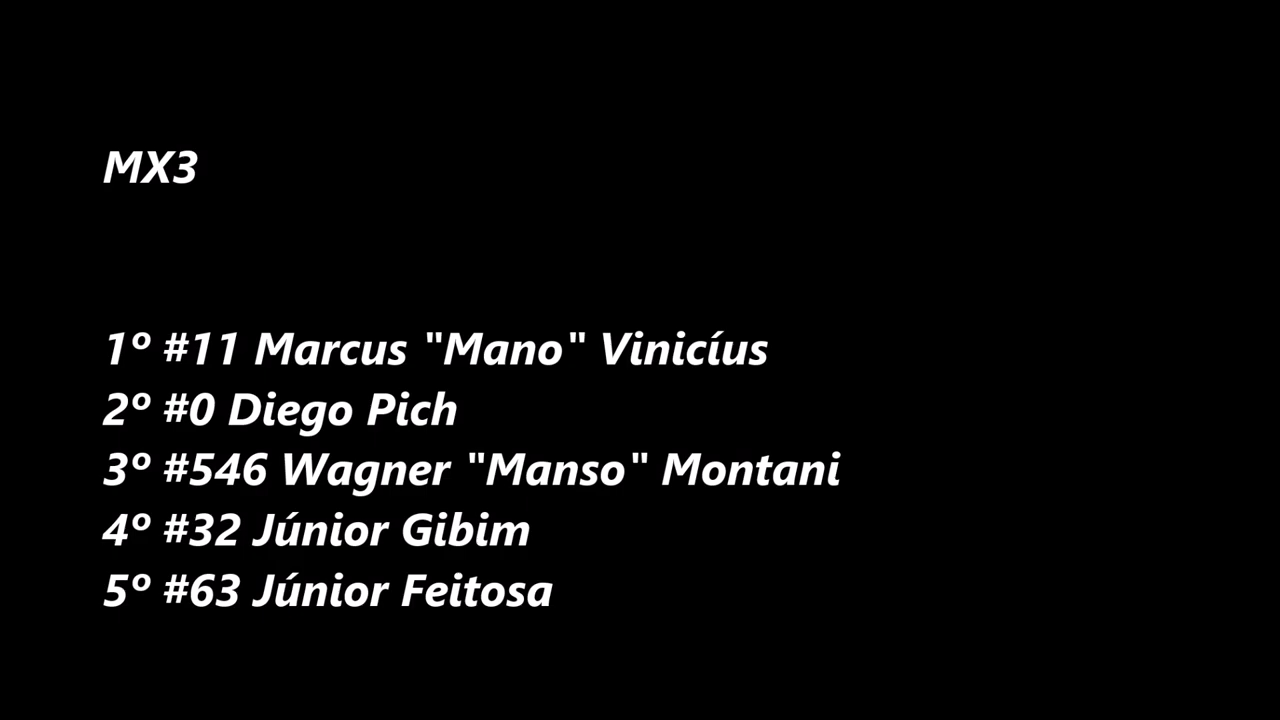 MX3
1º #11 Marcus "Mano" Vinicíus
2º #0 Diego Pich
3º #546 Wagner "Manso" Montani
4º #32 Júnior Gibim
5º #63 Júnior Feitosa